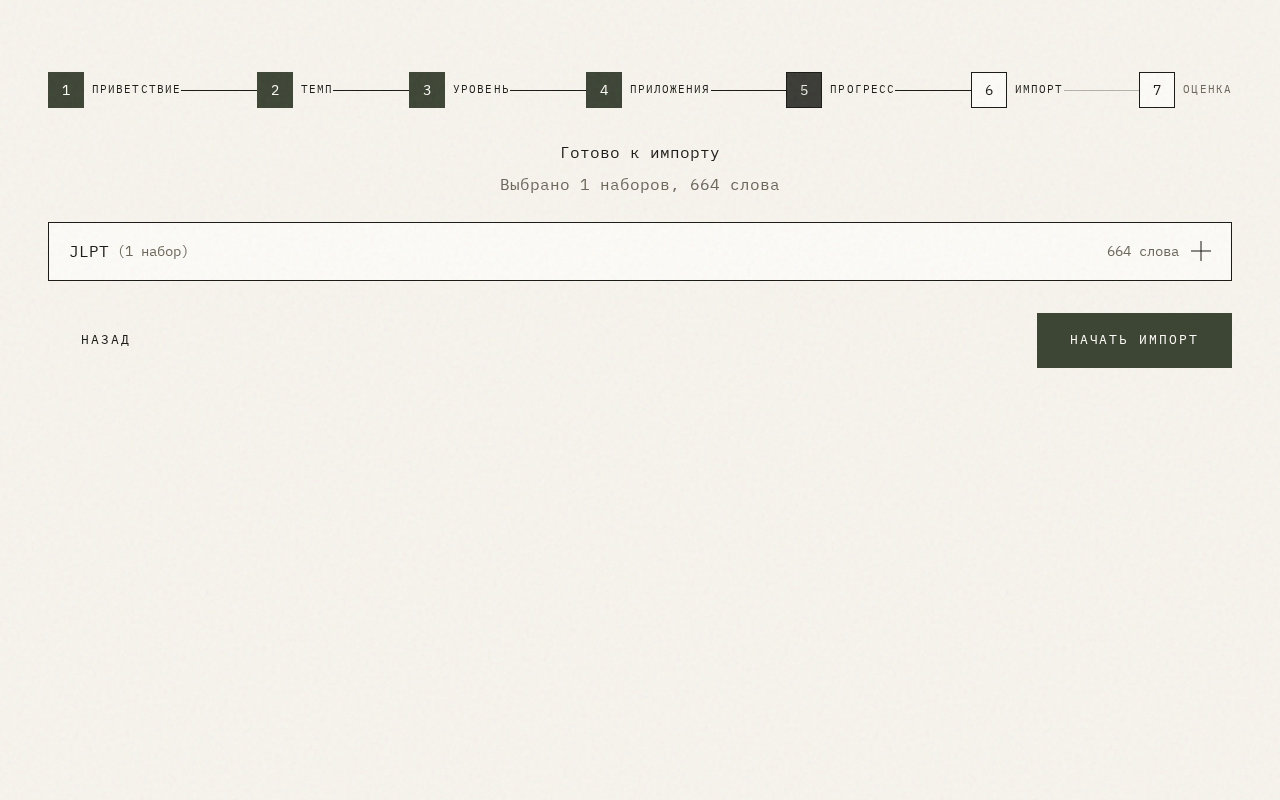 1 ПРИВЕТСТВИЕ 2 ТЕМП 3 УРОВЕНЬ 4 ПРИЛОЖЕНИЯ 5 ПРОГРЕСС 6 ИМПОРТ 7 ОЦЕНКА
Готово к импорту
Выбрано 1 наборов, 664 слова
JLPT (1 набор) 664 слова
НАЗАД НАЧАТЬ ИМПОРТ